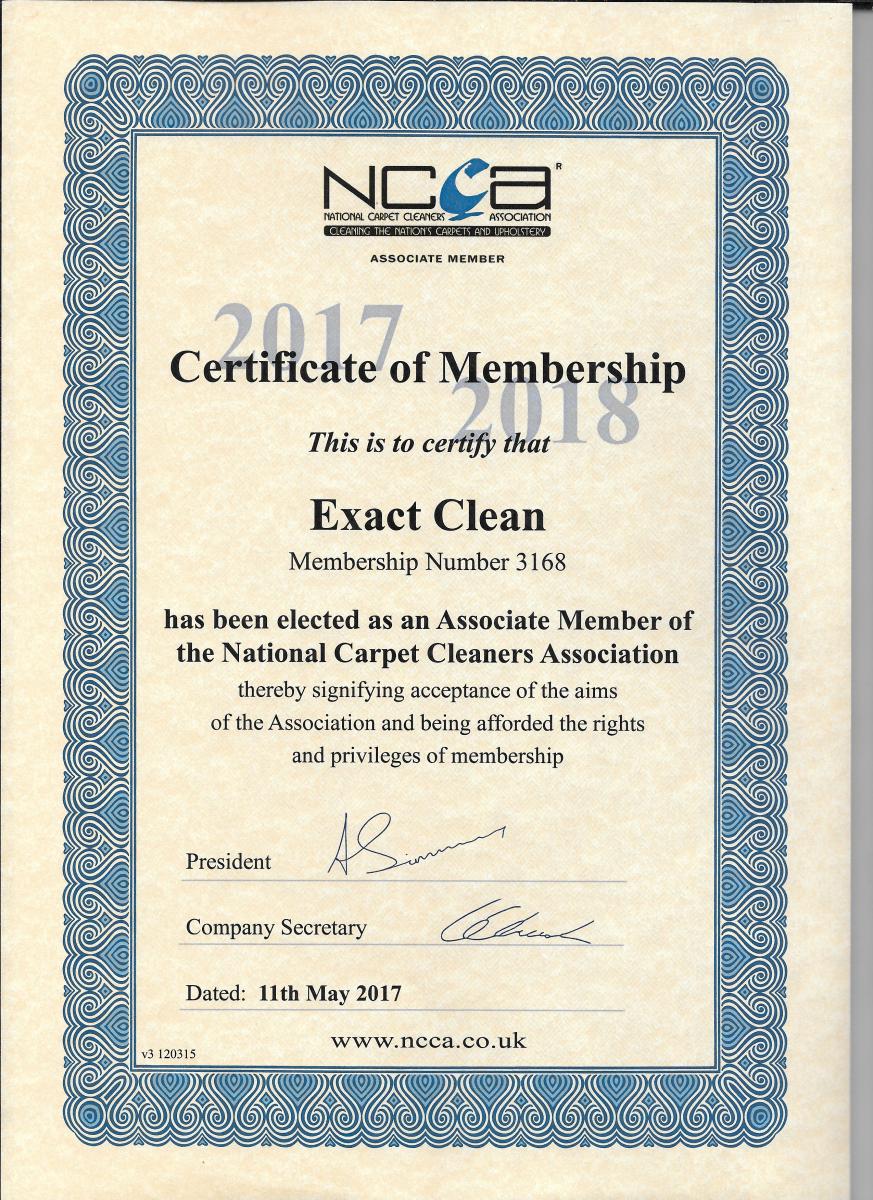 NCCA®
NATIONAL CARPET CLEANERS ASSOCIATION
CLEANING THE NATION'S CARPETS AND UPHOLSTERY
ASSOCIATE MEMBER
2017
Certificate of Membership
2018
This is to certify that
Exact Clean
Membership Number 3168
has been elected as an Associate Member of
the National Carpet Cleaners Association
thereby signifying acceptance of the aims
of the Association and being afforded the rights
and privileges of membership
President
Company Secretary
Dated: 11th May 2017
www.ncca.co.uk
v3 120315